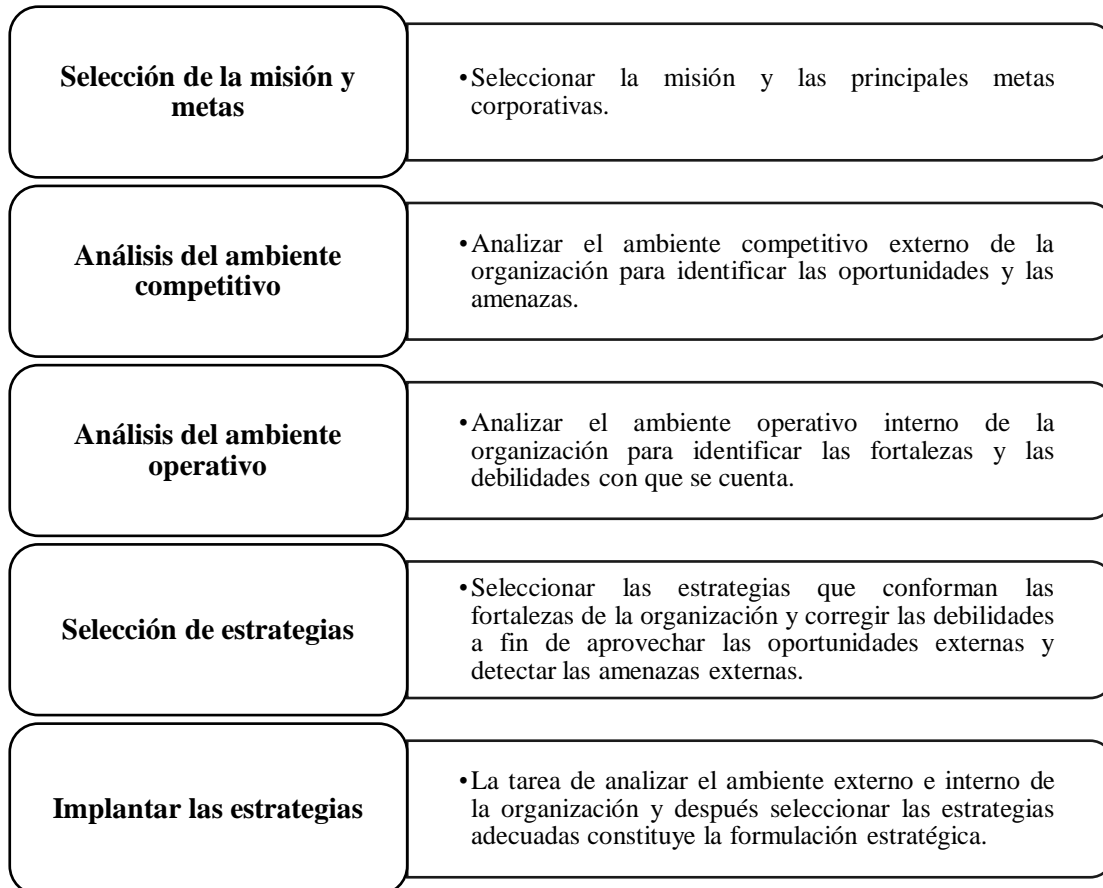 Selección de la misión y
metas
•Seleccionar la misión y las principales metas
corporativas.
Análisis del ambiente
competitivo
•Analizar el ambiente competitivo externo de la
organización para identificar las oportunidades y las
amenazas.
Análisis del ambiente
operativo
•Analizar el ambiente operativo interno de la
organización para identificar las fortalezas y las
debilidades con que se cuenta.
Selección de estrategias
•Seleccionar las estrategias que conforman las
fortalezas de la organización y corregir las debilidades
a fin de aprovechar las oportunidades externas y
detectar las amenazas externas.
Implantar las estrategias
•La tarea de analizar el ambiente externo e interno de
la organización y después seleccionar las estrategias
adecuadas constituye la formulación estratégica.